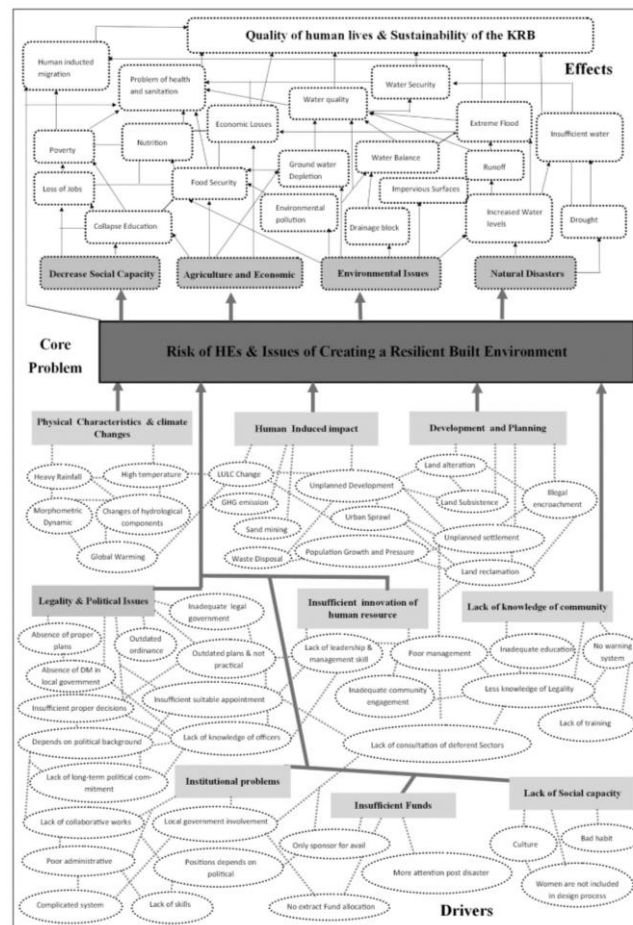 Quality of human lives & Sustainability of the KRB
Effects
Human inducted
migration
Problem of health
and sanitation
Water Security
Water quality
Economic Losses
Extreme Flood
Insufficient water
Poverty
Nutrition
Ground water
Depletion
Water Balance
Runoff
Loss of Jobs
Food Security
Impervious Surfaces
Environmental
pollution
Increased Water
levels
Collapse Education
Drainage block
Drought
Decrease Social Capacity
Agriculture and Economic
Environmental Issues
Natural Disasters
Core
Problem
Risk of HEs & Issues of Creating a Resilient Built Environment
Physical Characteristics & climate
Changes
Human Induced impact
Development and Planning
Heavy Rainfall
High temperature
LULC Change
Unplanned Development
Land alteration
Illegal
encroachment
Land Subsistence
GHG emission
Morphometric
Dynamic
Changes of hydrological
components
Sand mining
Urban Sprawl
Unplanned settlement
Global Warming
Waste Disposal
Population Growth and Pressure
Land reclamation
Legality & Political Issues
Inadequate legal
government
Insufficient innovation of
human resource
Lack of knowledge of community
Absence of proper
plans
Outdated
ordinance
Outdated plans & not
practical
Lack of leadership &
management skill
Poor management
Inadequate education
No warning
system
Absence of DM in
local government
Insufficient suitable appointment
Inadequate community
engagement
Less knowledge of Legality
Insufficient proper decisions
Lack of training
Depends on political background
Lack of knowledge of officers
Lack of consultation of deferent Sectors
Lack of long-term political com-
mitment
Institutional problems
Insufficient Funds
Lack of Social capacity
Lack of collaborative works
Local government involvement
Only sponsor for avail
Culture
Bad habit
Poor administrative
Positions depends on
political
More attention post disaster
Women are not included
in design process
Complicated system
Lack of skills
No extract Fund allocation
Drivers